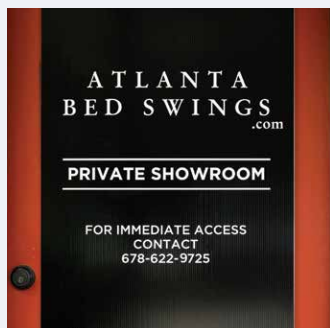 ATLANTA
BED SWINGS
.com
PRIVATE SHOWROOM
FOR IMMEDIATE ACCESS
CONTACT
678-622-9725